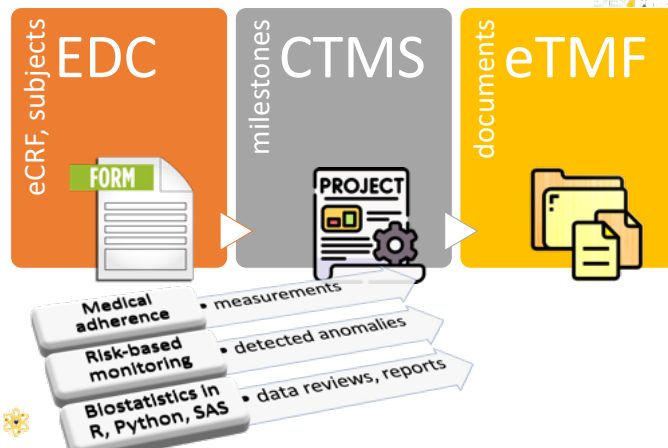 eCRF, subjects
EDC
FORM
milestones
CTMS
PROJECT
documents
eTMF
Medical
adherence
• measurements
Risk-based
monitoring
• detected anomalies
Biostatistics in
R, Python, SAS
• data reviews, reports